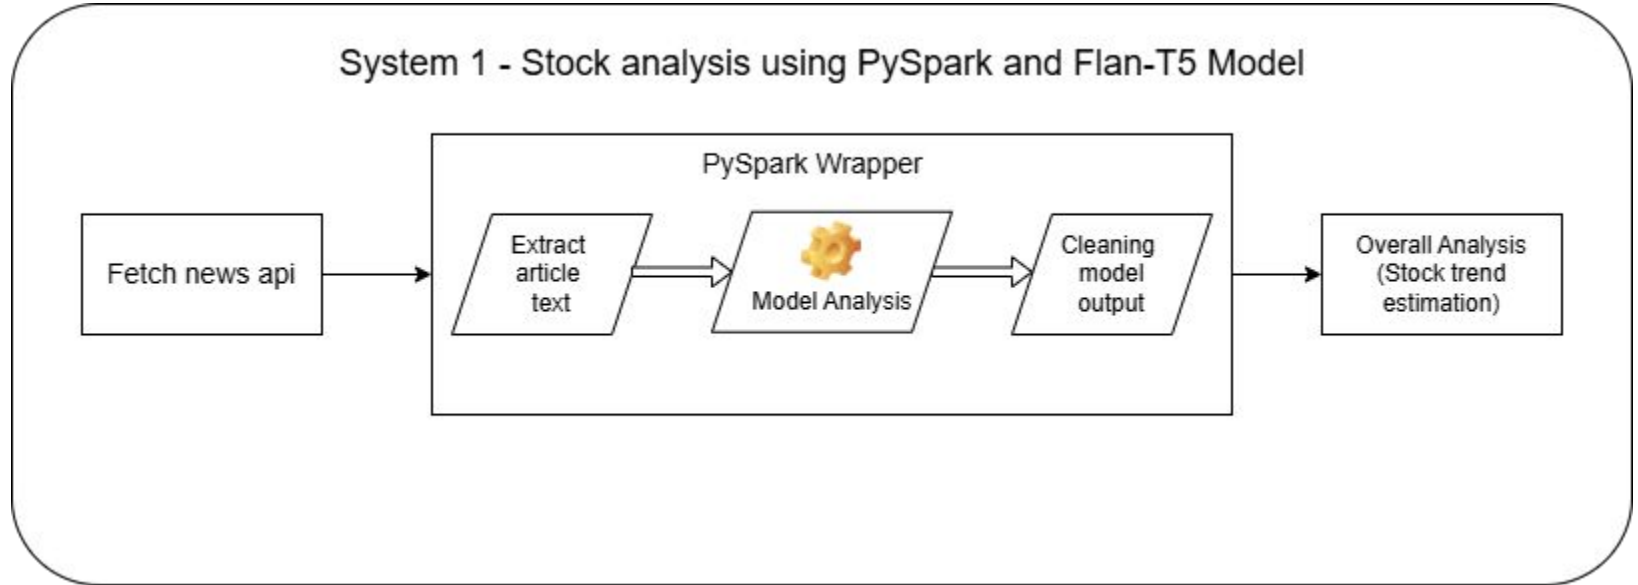 System 1 - Stock analysis using PySpark and Flan-T5 Model
PySpark Wrapper
Fetch news api
Extract
article
text
Model Analysis
Cleaning
model
output
Overall Analysis
(Stock trend
estimation)